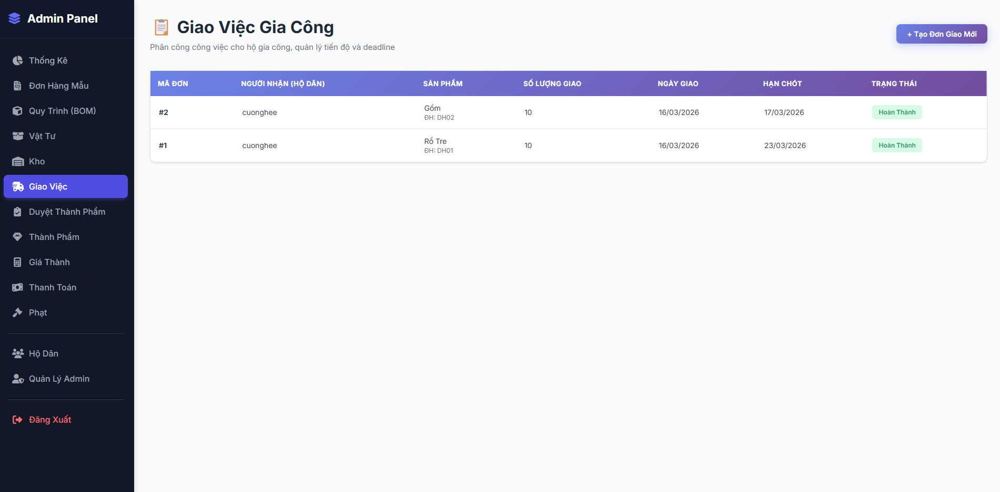 Admin Panel
Thống Kê
Đơn Hàng Mẫu
Quy Trình (BOM)
Vật Tư
Kho
Giao Việc
Duyệt Thành Phẩm
Thành Phẩm
Giá Thành
Thanh Toán
Phạt
Hộ Dân
Quản Lý Admin
Đăng Xuất
Giao Việc Gia Công
Phân công công việc cho hộ gia công, quản lý tiến độ và deadline
+ Tạo Đơn Giao Mới
MÃ ĐƠN NGƯỜI NHẬN (HỘ DÂN) SẢN PHẨM SỐ LƯỢNG GIAO NGÀY GIAO HẠN CHÓT TRẠNG THÁI
#2 cuonghee Gốm 10 16/03/2026 17/03/2026 Hoàn Thành
ĐH: DH02
#1 cuonghee Rổ Tre 10 16/03/2026 23/03/2026 Hoàn Thành
ĐH: DH01